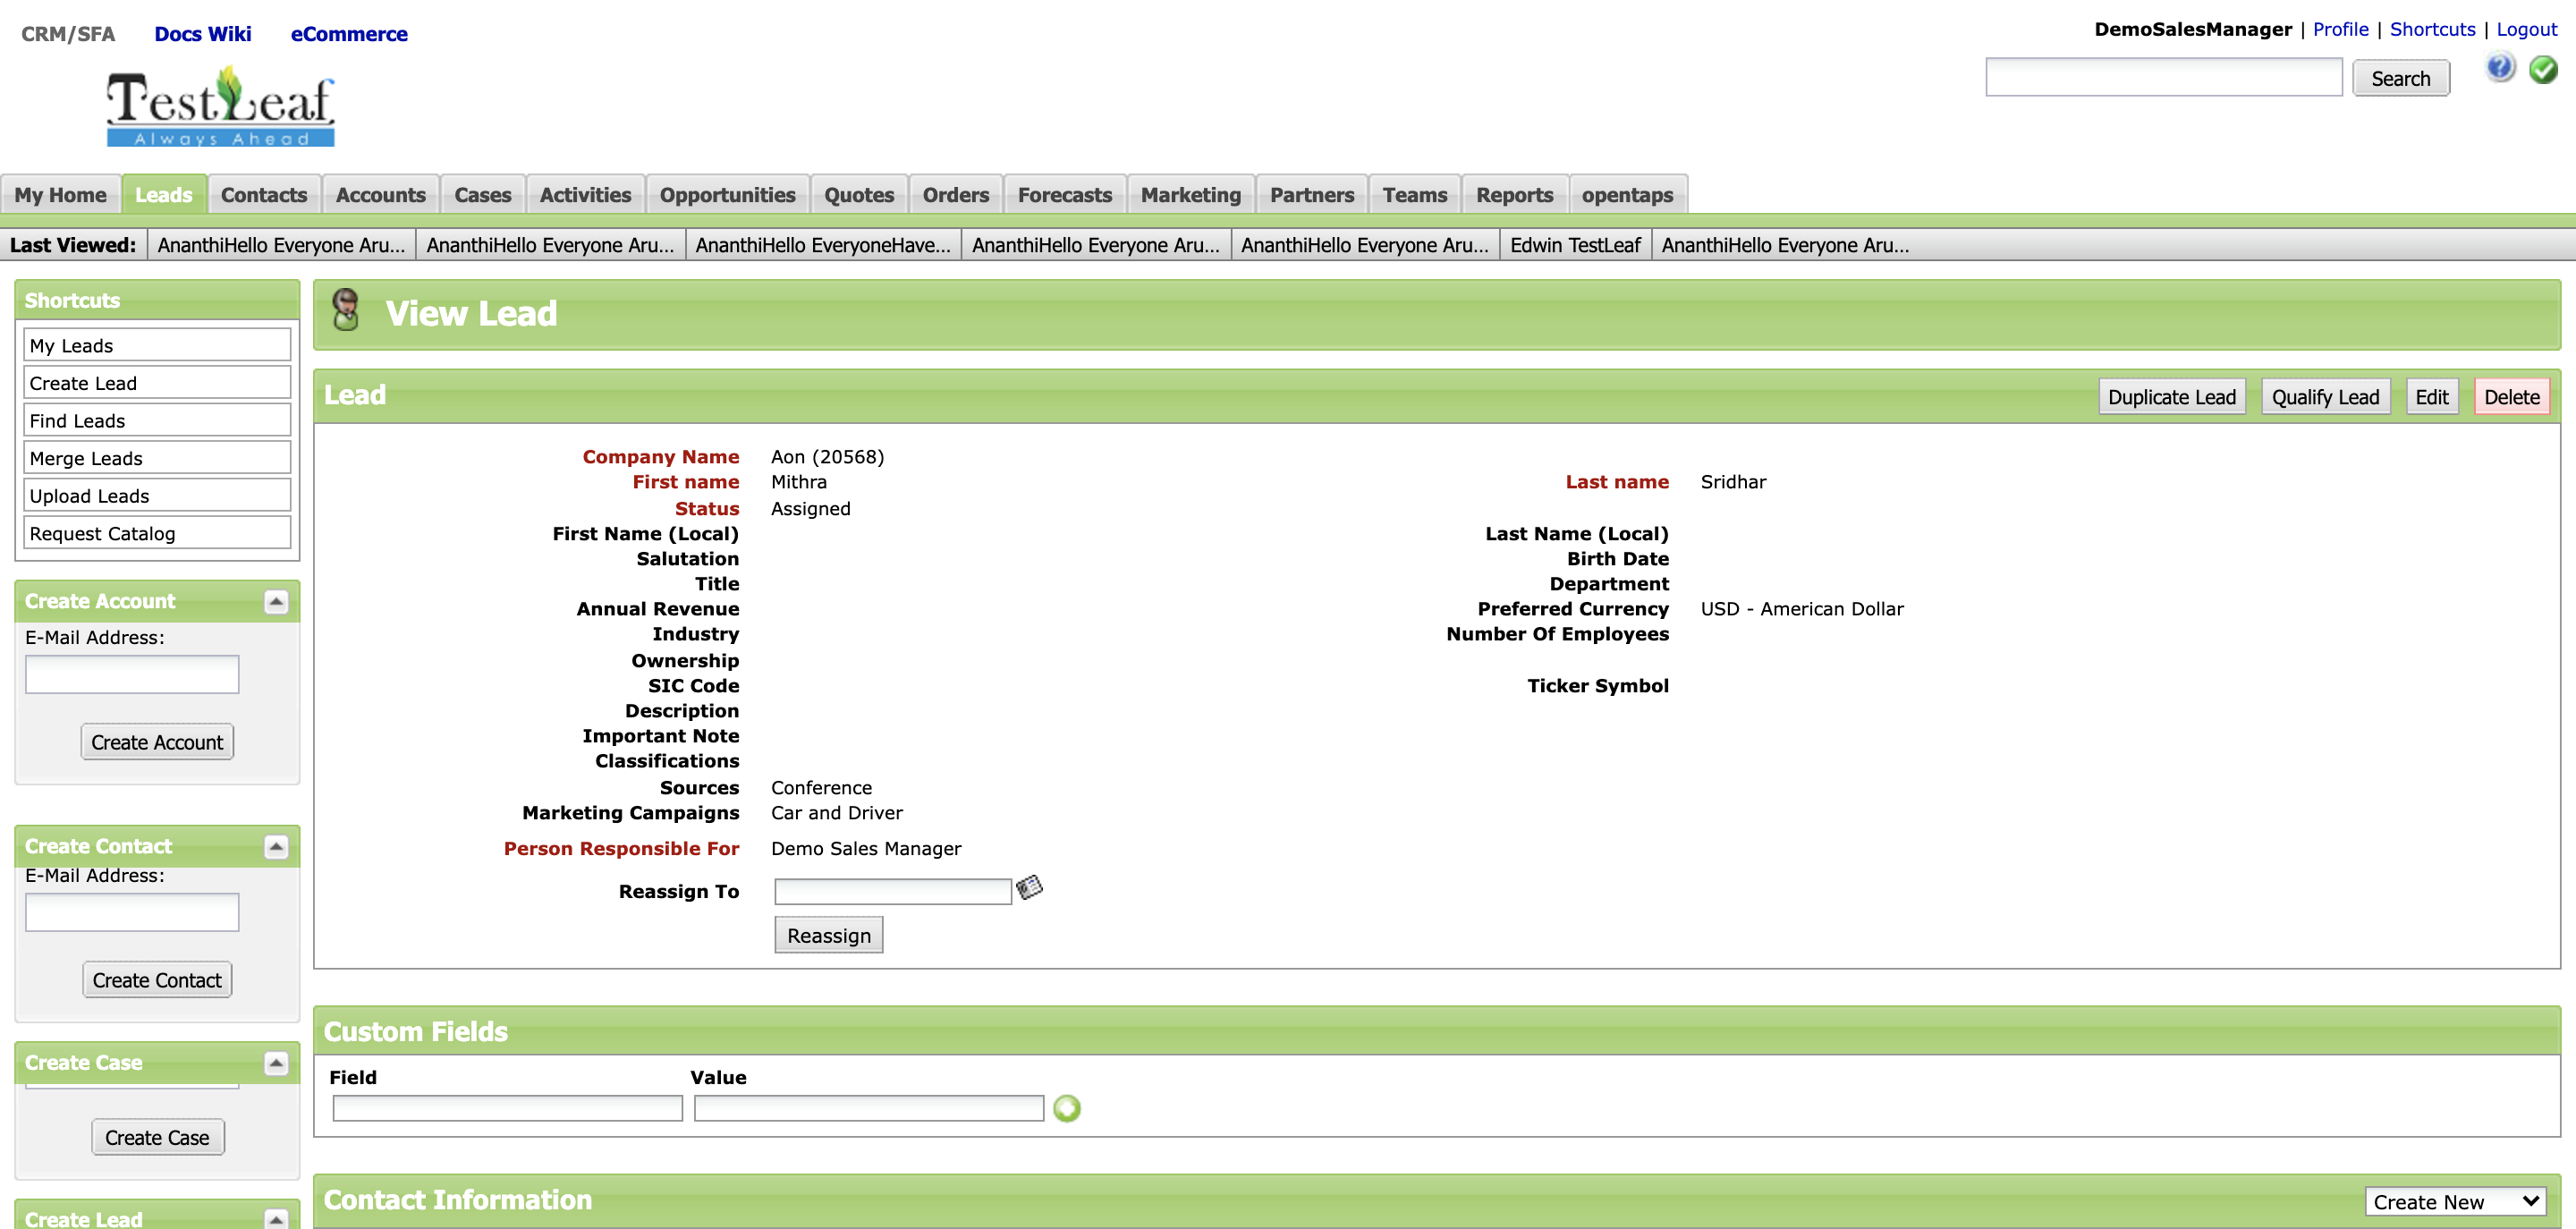 CRM/SFA Docs Wiki eCommerce
DemoSalesManager | Profile | Shortcuts | Logout
Search
TestLeaf
Always Ahead
My Home Leads Contacts Accounts Cases Activities Opportunities Quotes Orders Forecasts Marketing Partners Teams Reports opentaps
Last Viewed: AnanthiHello Everyone Aru... AnanthiHello Everyone Aru... AnanthiHello EveryoneHave... AnanthiHello Everyone Aru... AnanthiHello Everyone Aru... Edwin TestLeaf AnanthiHello Everyone Aru...
Shortcuts
My Leads
Create Lead
Find Leads
Merge Leads
Upload Leads
Request Catalog
Create Account
E-Mail Address:
Create Account
Create Contact
E-Mail Address:
Create Contact
Create Case
Create Case
Create Lead
View Lead
Lead
Duplicate Lead Qualify Lead Edit Delete
Company Name Aon (20568)
First name Mithra Last name Sridhar
Status Assigned
First Name (Local) Last Name (Local)
Salutation Birth Date
Title Department
Annual Revenue Preferred Currency USD - American Dollar
Industry Number Of Employees
Ownership
SIC Code Ticker Symbol
Description
Important Note
Classifications
Sources Conference
Marketing Campaigns Car and Driver
Person Responsible For Demo Sales Manager
Reassign To
Reassign
Custom Fields
Field Value
Contact Information
Create New